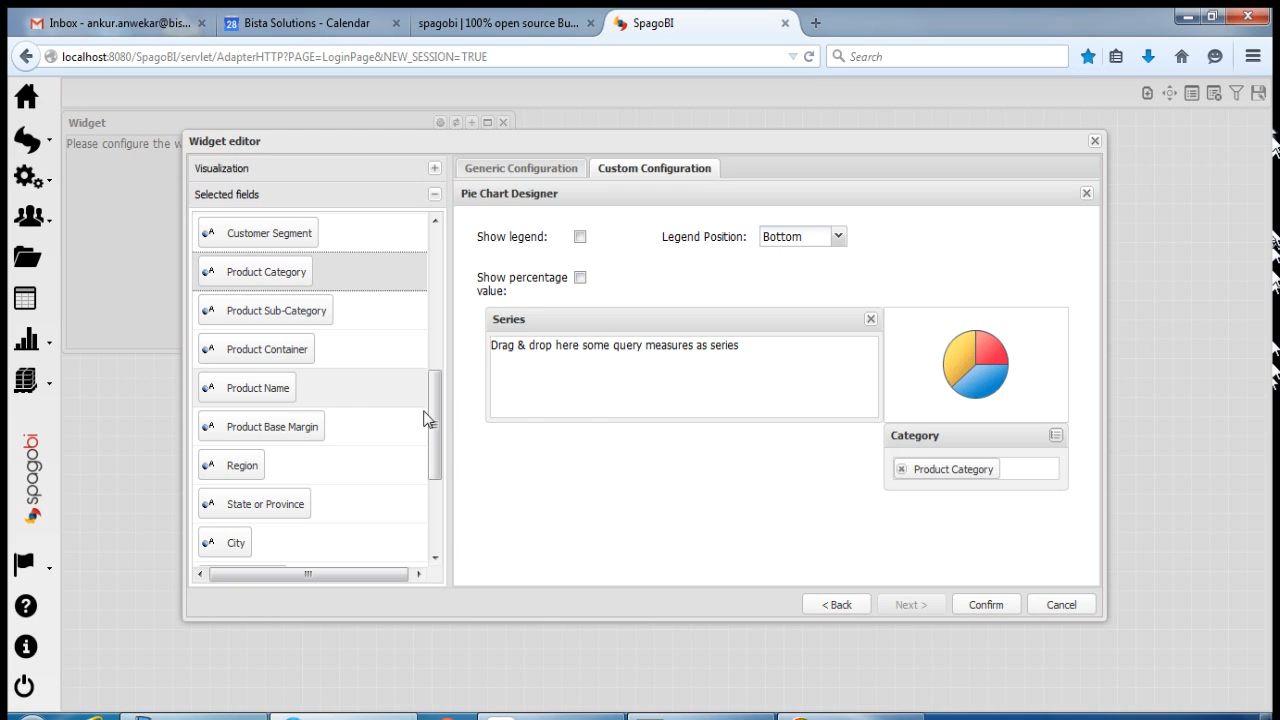 Inbox - ankur.anwekar@bis...
28
Bista Solutions - Calendar
spagobi | 100% open source Bu...
SpagoBI
localhost:8080/SpagoBI/servlet/AdapterHTTP?PAGE=LoginPage&NEW_SESSION=TRUE
Search
Widget
Please configure the w
Widget editor
Visualization
Selected fields
Customer Segment
Product Category
Product Sub-Category
Product Container
Product Name
Product Base Margin
Region
State or Province
City
Generic Configuration
Custom Configuration
Pie Chart Designer
Show legend:
Legend Position:
Bottom
Show percentage
value:
Series
Drag & drop here some query measures as series
Category
Product Category
< Back
Next >
Confirm
Cancel
spagobi